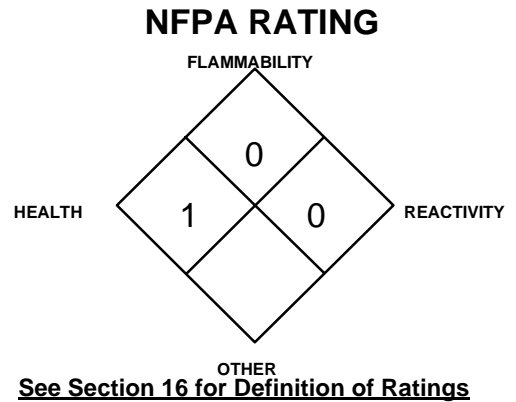 NFPA RATING
FLAMMABILITY
0
HEALTH
1
0
REACTIVITY
OTHER
See Section 16 for Definition of Ratings